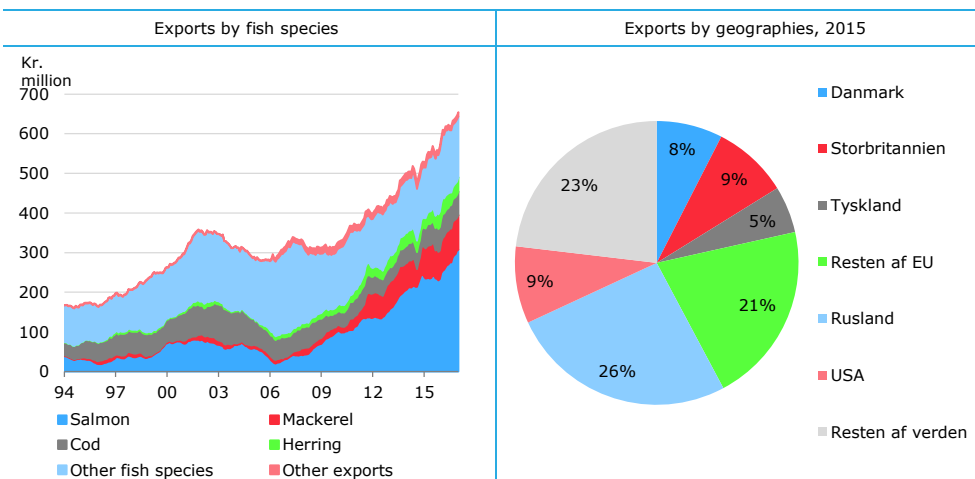 Exports by fish species
Kr.
million
700
600
500
400
300
200
100
0
94 97 00 03 06 09 12 15
Salmon Mackerel
Cod Herring
Other fish species Other exports
Exports by geographies, 2015
8%
9%
5%
21%
26%
9%
23%
Danmark
Storbritannien
Tyskland
Resten af EU
Rusland
USA
Resten af verden